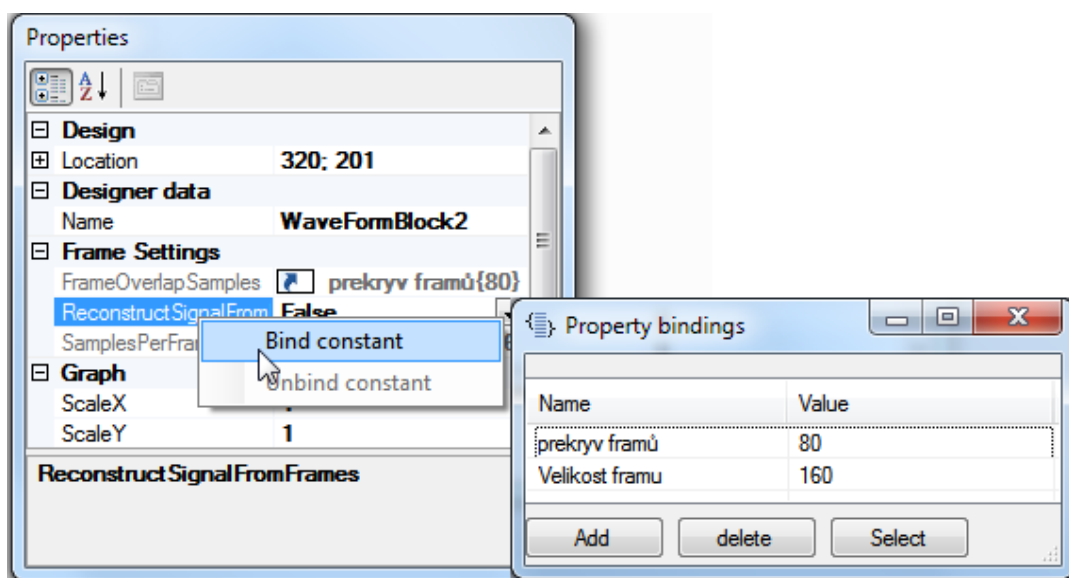 Properties
Design
Location 320; 201
Designer data
Name WaveFormBlock2
Frame Settings
FrameOverlapSamples prekryv framů{80}
ReconstructSignalFrom False
SamplesPerFra
Bind constant
Unbind constant
Graph
ScaleX
ScaleY 1
ReconstructSignalFromFrames
Property bindings
Name Value
prekryv framů 80
Velikost framu 160
Add delete Select